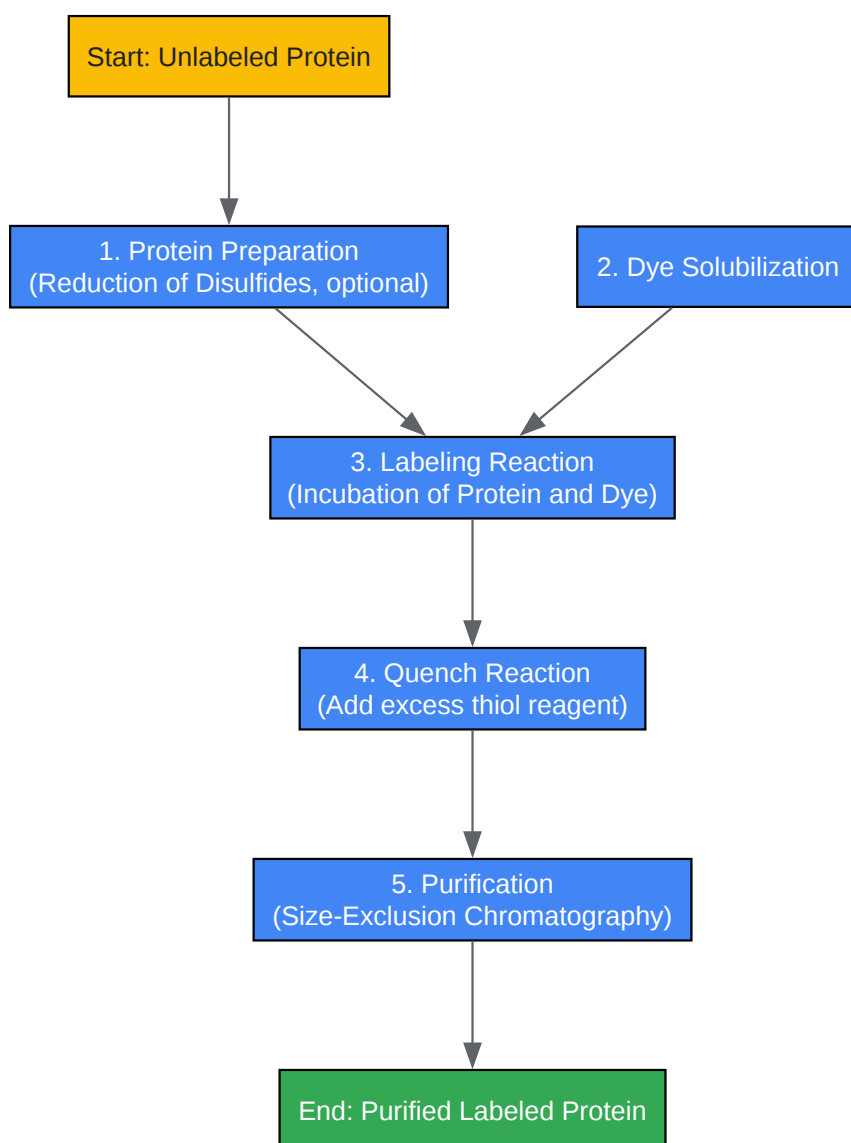 Start: Unlabeled Protein
1. Protein Preparation
(Reduction of Disulfides, optional)
2. Dye Solubilization
3. Labeling Reaction
(Incubation of Protein and Dye)
4. Quench Reaction
(Add excess thiol reagent)
5. Purification
(Size-Exclusion Chromatography)
End: Purified Labeled Protein